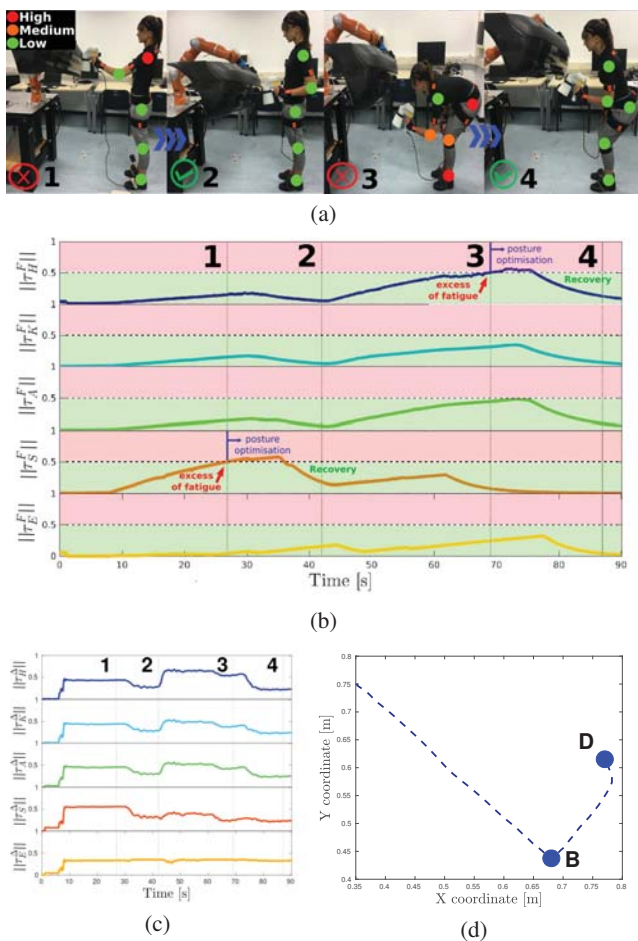 High
Medium
Low
1
2
3
4
(a)
1
2
3
4
posture
optimisation
excess
of fatigue
Recovery
||τ_H^F||
1
0.5
1
||τ_K^F||
0.5
1
||τ_A^F||
0.5
1
||τ_S^F||
0.5
1
posture
optimisation
excess
of fatigue
Recovery
||τ_E^F||
0.5
0
0 10 20 30 40 50 60 70 80 90
Time [s]
(b)
1 2 3 4
1
0.5
1
0.5
1
0.5
1
0.5
1
0.5
0
0 10 20 30 40 50 60 70 80 90
Time [s]
(c)
0.8
0.75
0.7
0.65
0.6
0.55
0.5
0.45
0.4
Y coordinate [m]
D
B
0.35 0.4 0.45 0.5 0.55 0.6 0.65 0.7 0.75 0.8
X coordinate [m]
(d)